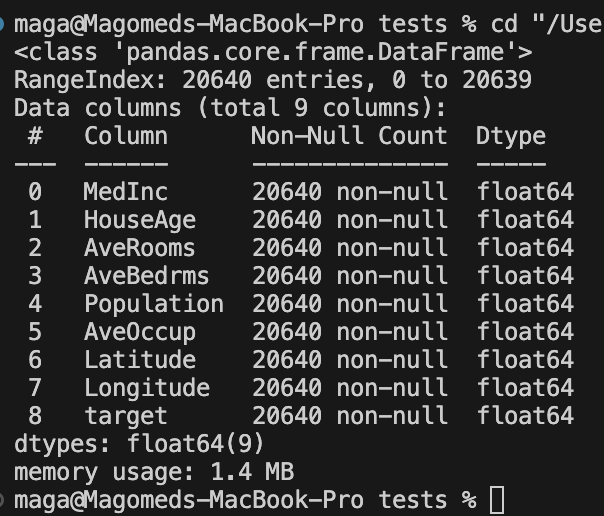 maga@Magomeds-MacBook-Pro tests % cd "/Use
<class 'pandas.core.frame.DataFrame'>
RangeIndex: 20640 entries, 0 to 20639
Data columns (total 9 columns):
 #   Column      Non-Null Count  Dtype
---  ------      --------------  -----
 0   MedInc      20640 non-null  float64
 1   HouseAge    20640 non-null  float64
 2   AveRooms    20640 non-null  float64
 3   AveBedrms   20640 non-null  float64
 4   Population  20640 non-null  float64
 5   AveOccup    20640 non-null  float64
 6   Latitude    20640 non-null  float64
 7   Longitude   20640 non-null  float64
 8   target      20640 non-null  float64
dtypes: float64(9)
memory usage: 1.4 MB
maga@Magomeds-MacBook-Pro tests %